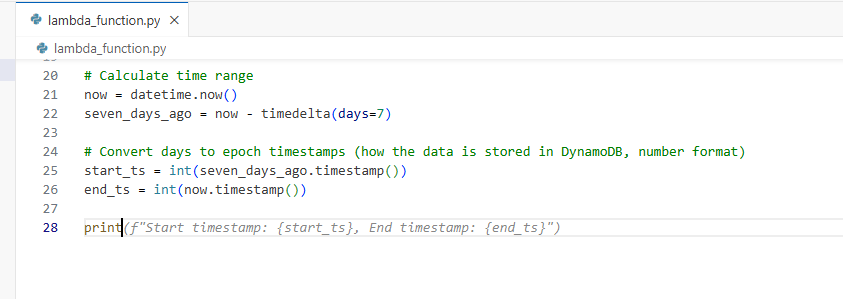 lambda_function.py ×
lambda_function.py
20 # Calculate time range
21 now = datetime.now()
22 seven_days_ago = now - timedelta(days=7)
23
24 # Convert days to epoch timestamps (how the data is stored in DynamoDB, number format)
25 start_ts = int(seven_days_ago.timestamp())
26 end_ts = int(now.timestamp())
27
28 print(f"Start timestamp: {start_ts}, End timestamp: {end_ts}")